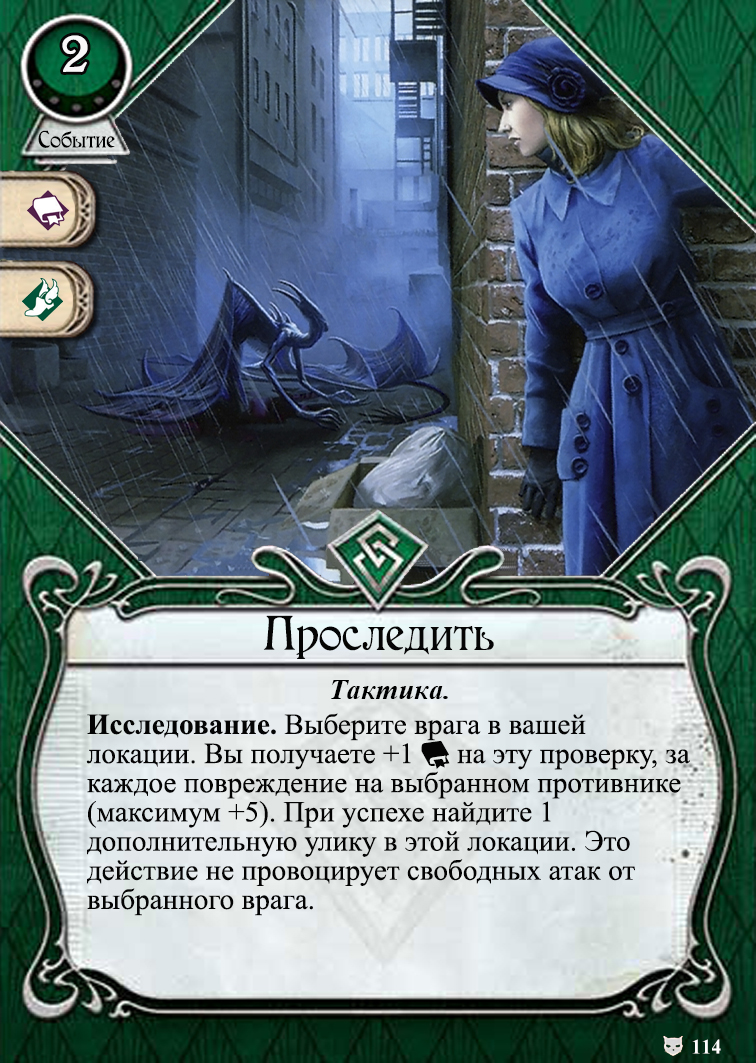 2
Событие
Проследить
Тактика.
Исследование. Выберите врага в вашей
локации. Вы получаете +1 на эту проверку, за
каждое повреждение на выбранном противнике
(максимум +5). При успехе найдите 1
дополнительную улику в этой локации. Это
действие не провоцирует свободных атак от
выбранного врага.
114